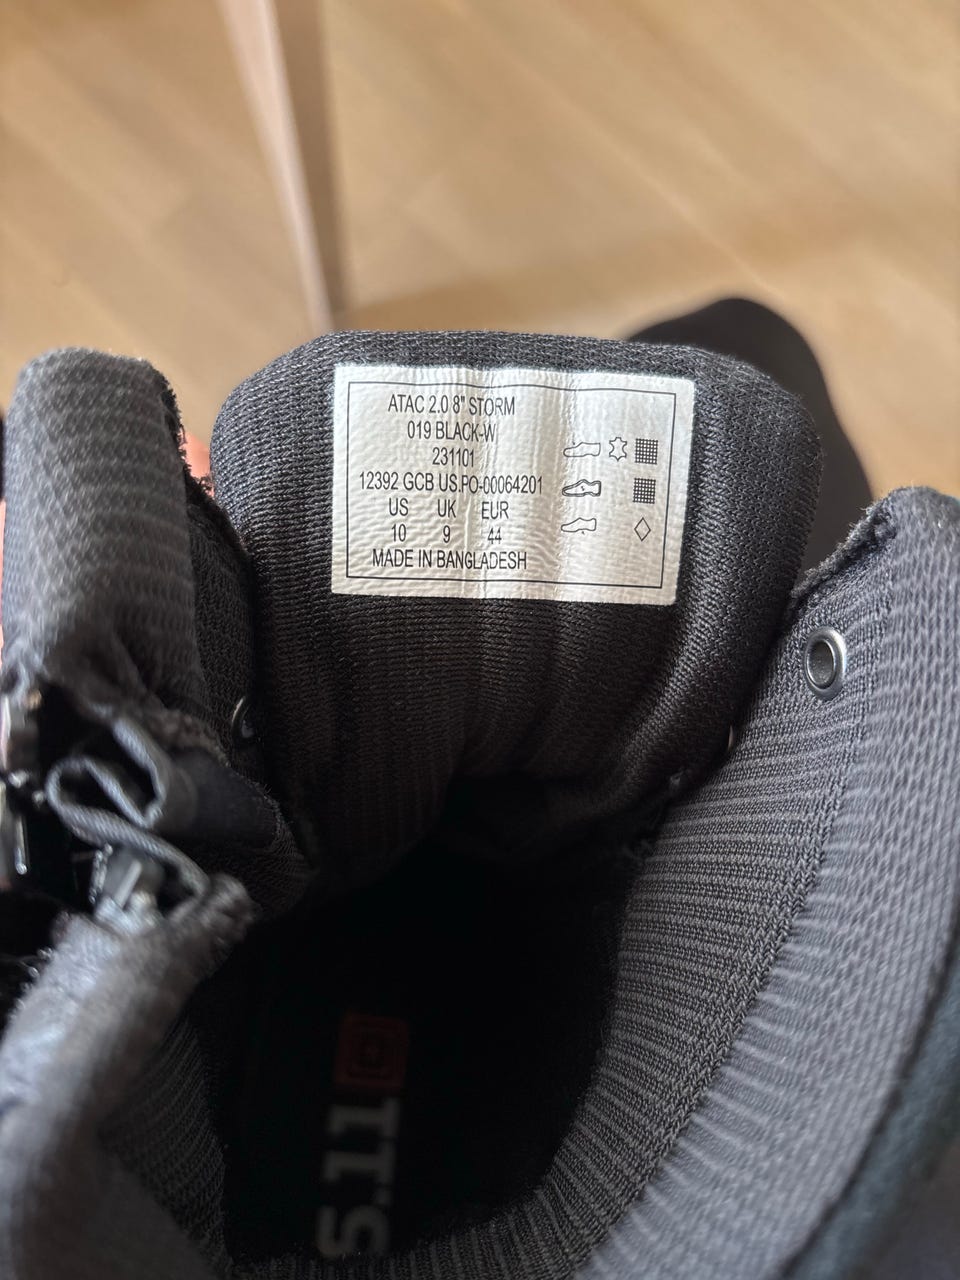 ATAC 2.0 8" STORM
019 BLACK-W
231101
12392 GCB US.PO-00064201
US UK EUR
10 9 44
MADE IN BANGLADESH
5.11